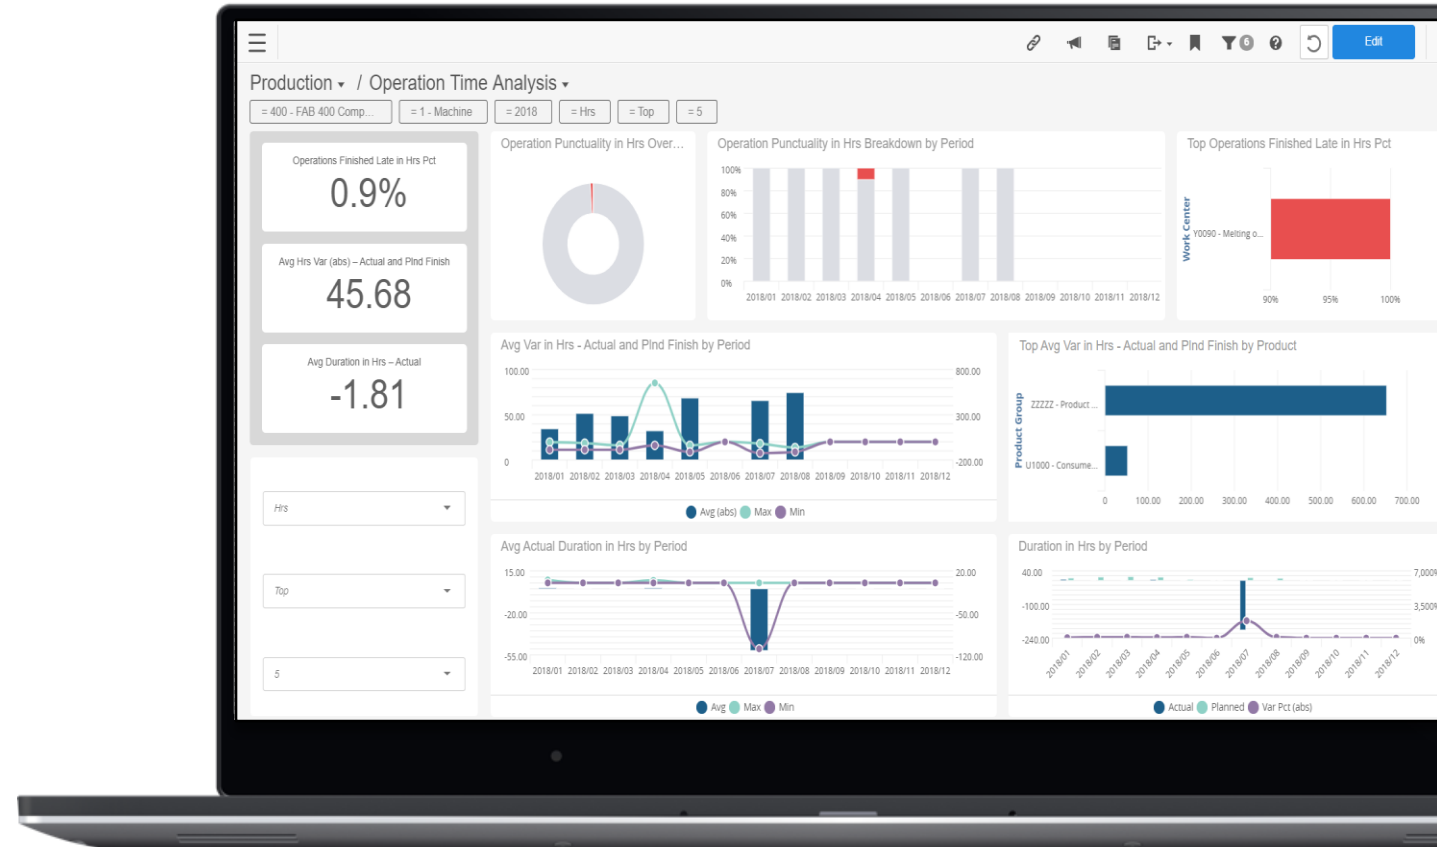 6
Edit
Production / Operation Time Analysis
= 400 - FAB 400 Comp...
= 1 - Machine
= 2018
= Hrs
= Top
= 5
Operations Finished Late in Hrs Pct
0.9%
Avg Hrs Var (abs) – Actual and Plnd Finish
45.68
Avg Duration in Hrs – Actual
-1.81
Hrs
Top
5
Operation Punctuality in Hrs Over...
Operation Punctuality in Hrs Breakdown by Period
100%
80%
60%
40%
20%
0%
2018/01 2018/02 2018/03 2018/04 2018/05 2018/06 2018/07 2018/08 2018/09 2018/10 2018/11 2018/12
Top Operations Finished Late in Hrs Pct
Work Center
Y0090 - Melting o...
90% 95% 100%
Avg Var in Hrs - Actual and Plnd Finish by Period
100.00
50.00
0
800.00
300.00
-200.00
2018/01 2018/02 2018/03 2018/04 2018/05 2018/06 2018/07 2018/08 2018/09 2018/10 2018/11 2018/12
Avg (abs) Max Min
Top Avg Var in Hrs - Actual and Plnd Finish by Product
Product Group
ZZZZZ - Product ...
U1000 - Consume...
0 100.00 200.00 300.00 400.00 500.00 600.00 700.00
Avg Actual Duration in Hrs by Period
15.00
-20.00
-55.00
20.00
-50.00
-120.00
2018/01 2018/02 2018/03 2018/04 2018/05 2018/06 2018/07 2018/08 2018/09 2018/10 2018/11 2018/12
Avg Max Min
Duration in Hrs by Period
40.00
-100.00
-240.00
7,000%
3,500%
0%
2018/01 2018/02 2018/03 2018/04 2018/05 2018/06 2018/07 2018/08 2018/09 2018/10 2018/11 2018/12
Actual Planned Var Pct (abs)